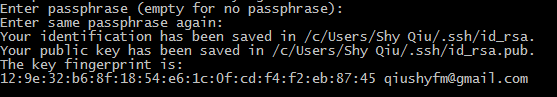 Enter passphrase (empty for no passphrase):
Enter same passphrase again:
Your identification has been saved in /c/Users/Shy Qiu/.ssh/id_rsa.
Your public key has been saved in /c/Users/Shy Qiu/.ssh/id_rsa.pub.
The key fingerprint is:
12:9e:32:b6:8f:18:54:e6:1c:0f:cd:f4:f2:eb:87:45 qiushyfm@gmail.com